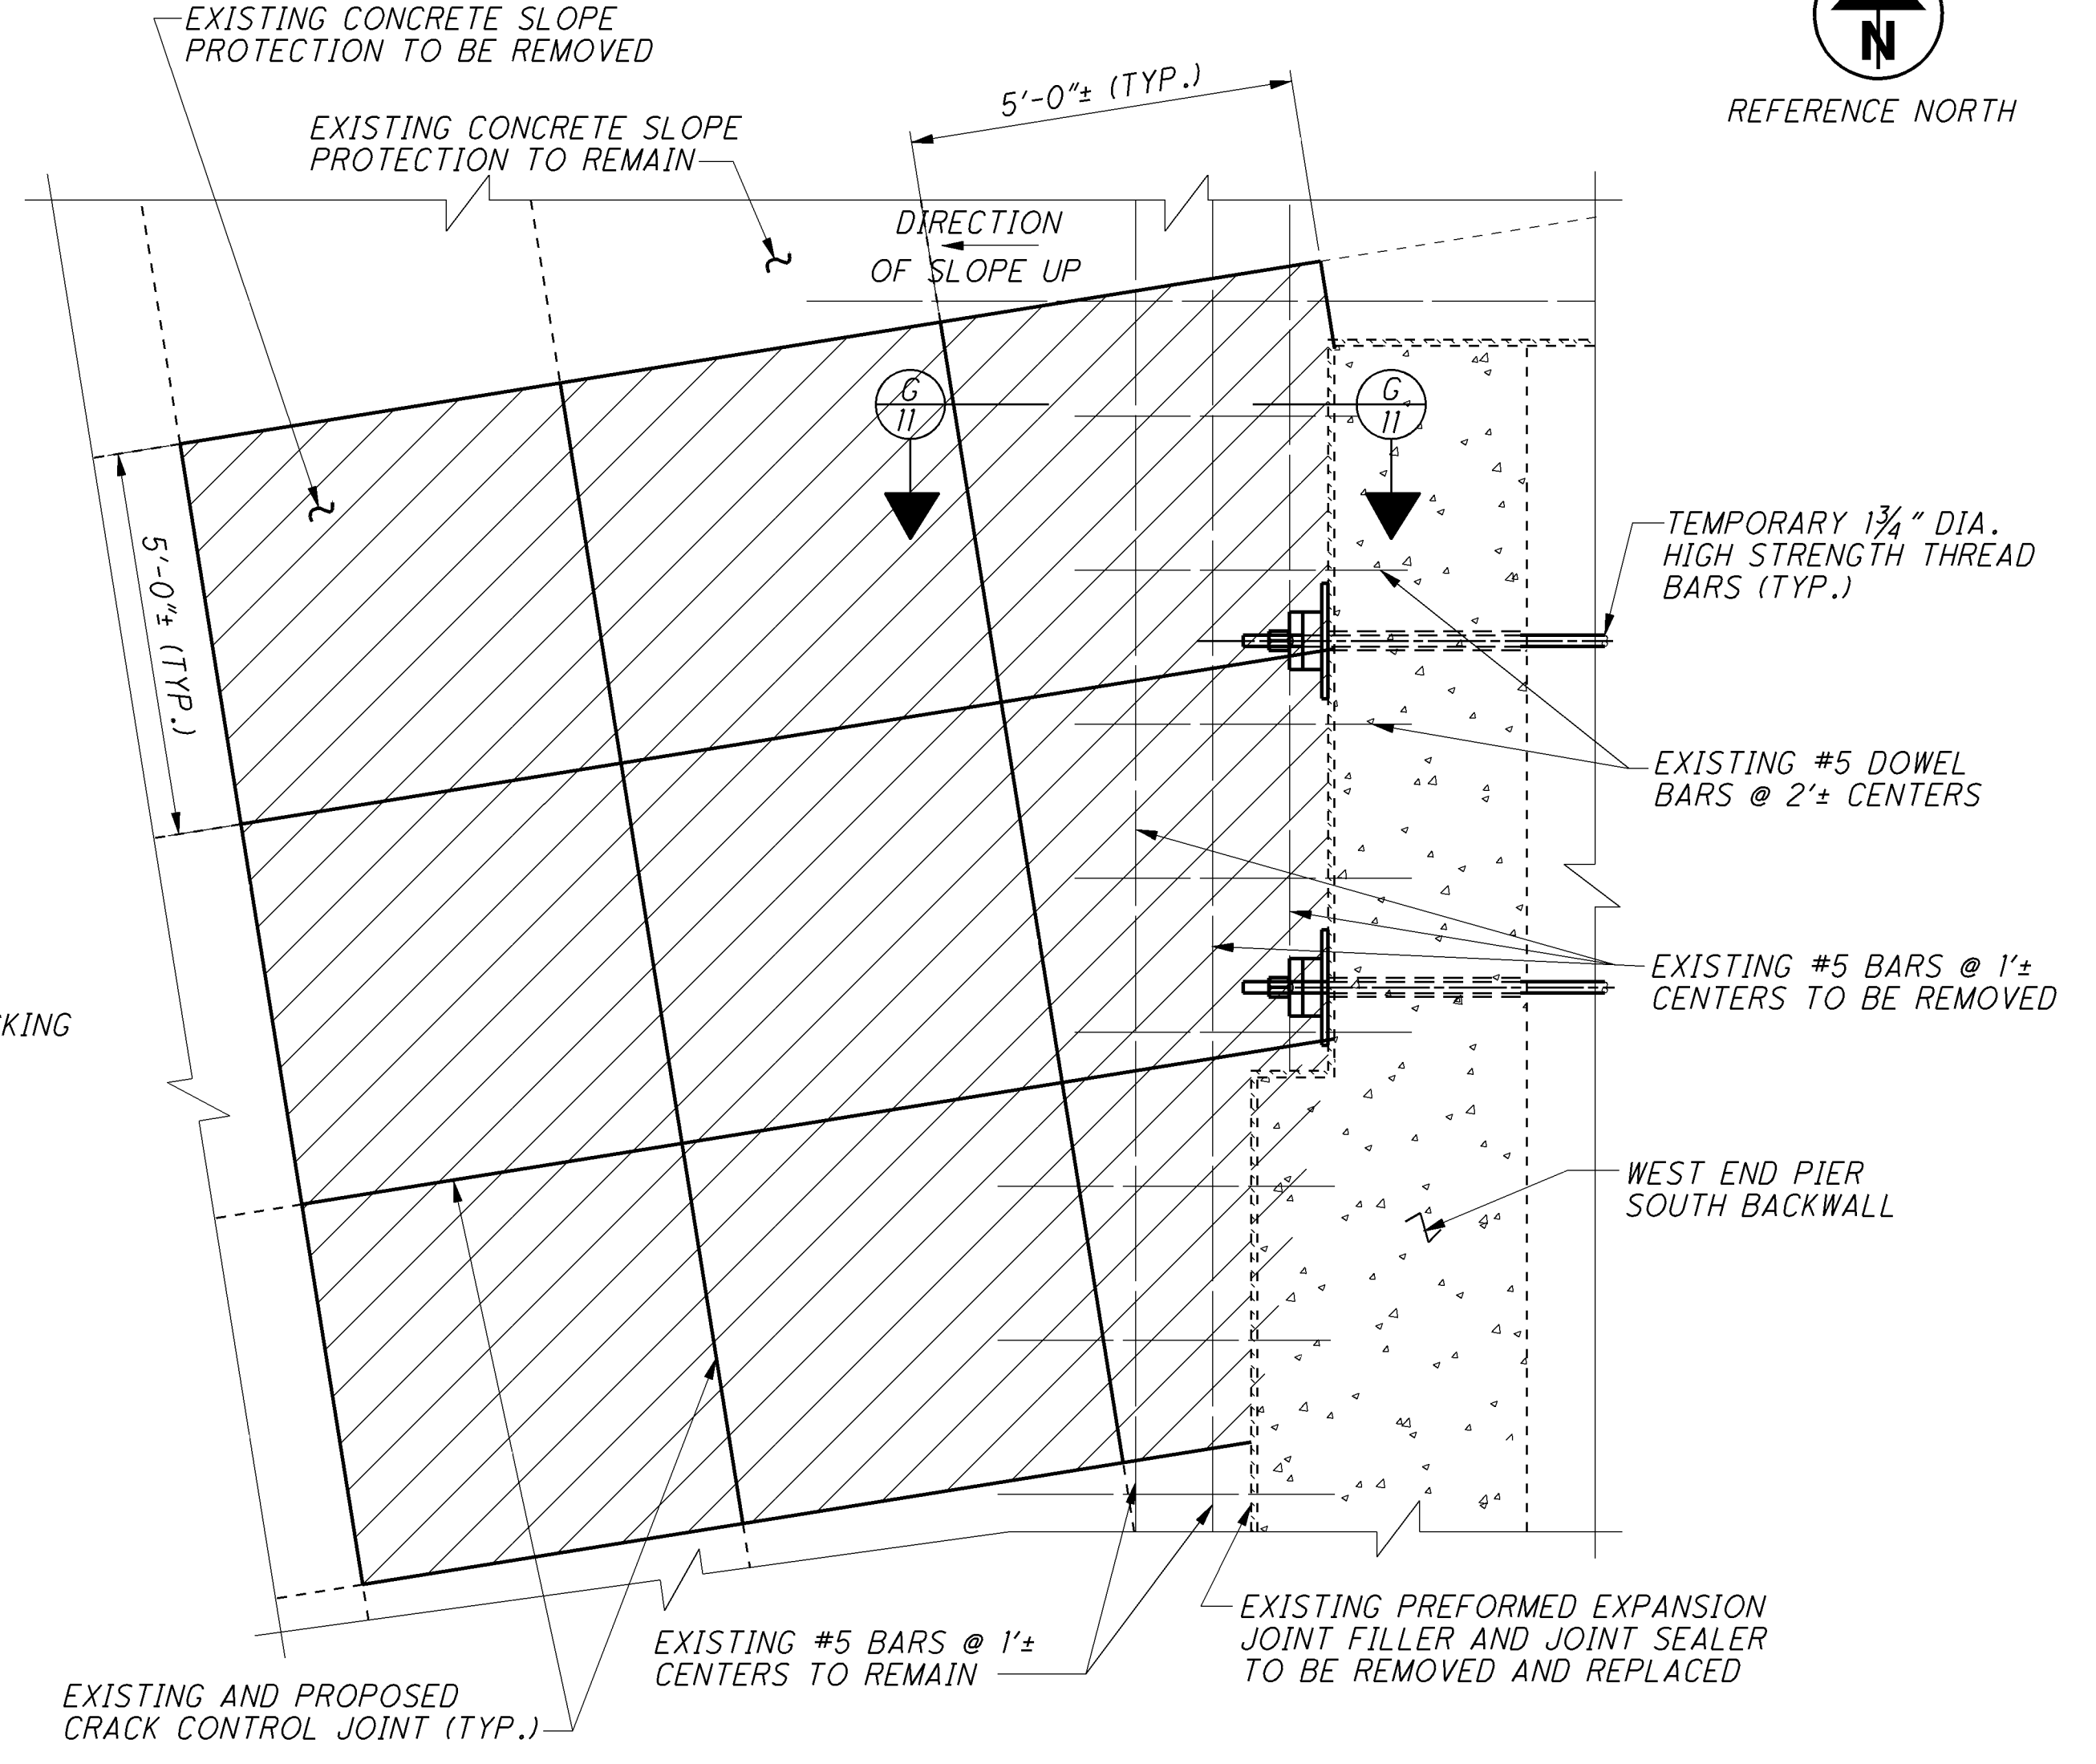 EXISTING CONCRETE SLOPE
PROTECTION TO BE REMOVED
N
REFERENCE NORTH
5'-0"± (TYP.)
EXISTING CONCRETE SLOPE
PROTECTION TO REMAIN
DIRECTION
OF SLOPE UP
G
11
G
11
5'-0"± (TYP.)
TEMPORARY 1¾" DIA.
HIGH STRENGTH THREAD
BARS (TYP.)
EXISTING #5 DOWEL
BARS @ 2'± CENTERS
EXISTING #5 BARS @ 1'±
CENTERS TO BE REMOVED
WEST END PIER
SOUTH BACKWALL
EXISTING PREFORMED EXPANSION
JOINT FILLER AND JOINT SEALER
TO BE REMOVED AND REPLACED
EXISTING #5 BARS @ 1'±
CENTERS TO REMAIN
EXISTING AND PROPOSED
CRACK CONTROL JOINT (TYP.)